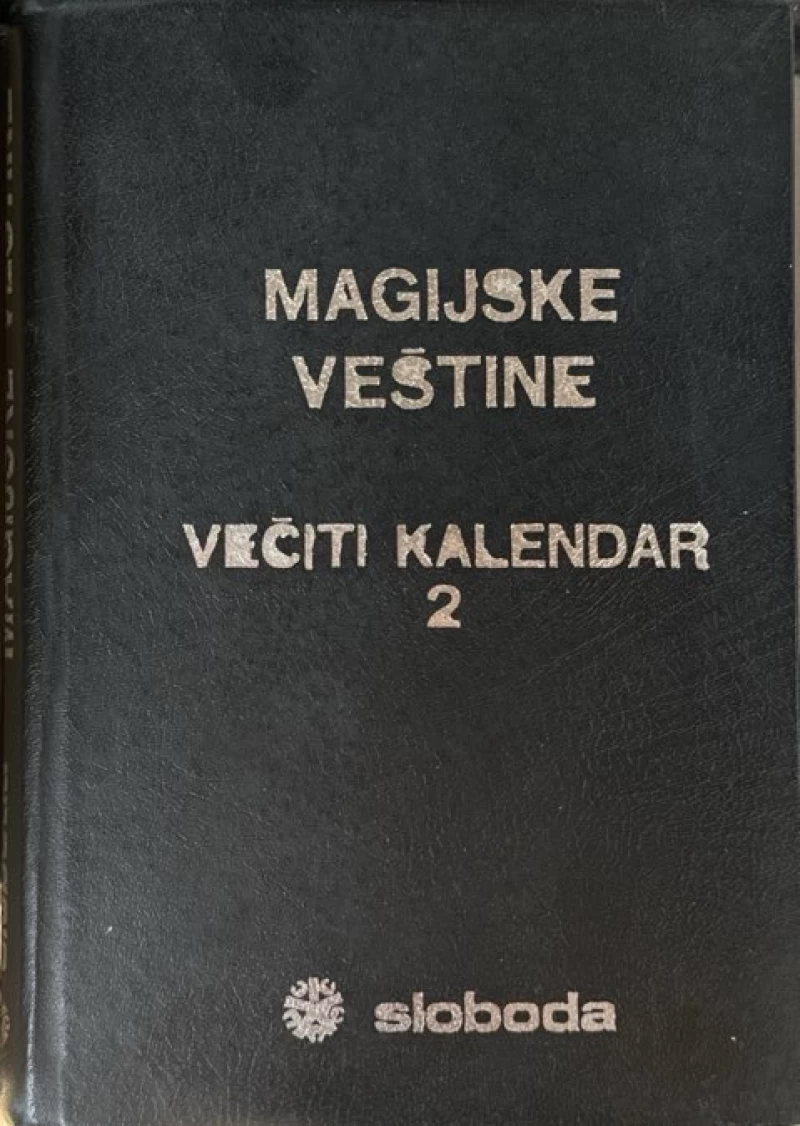 MAGIJSKE
VEŠTINE
VEČITI KALENDAR
2
sloboda